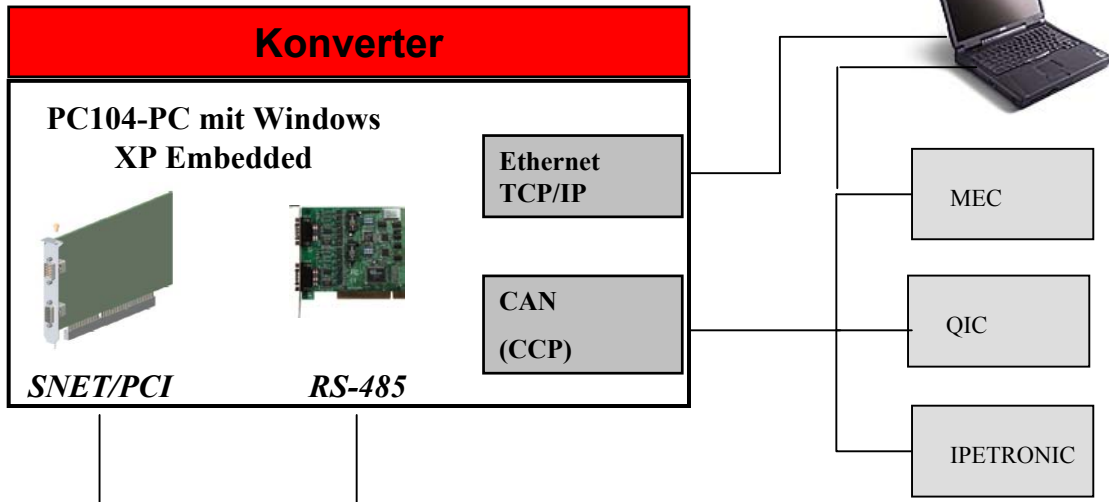 Konverter
PC104-PC mit Windows
XP Embedded
Ethernet
TCP/IP
CAN
(CCP)
SNET/PCI
RS-485
MEC
QIC
IPETRONIC